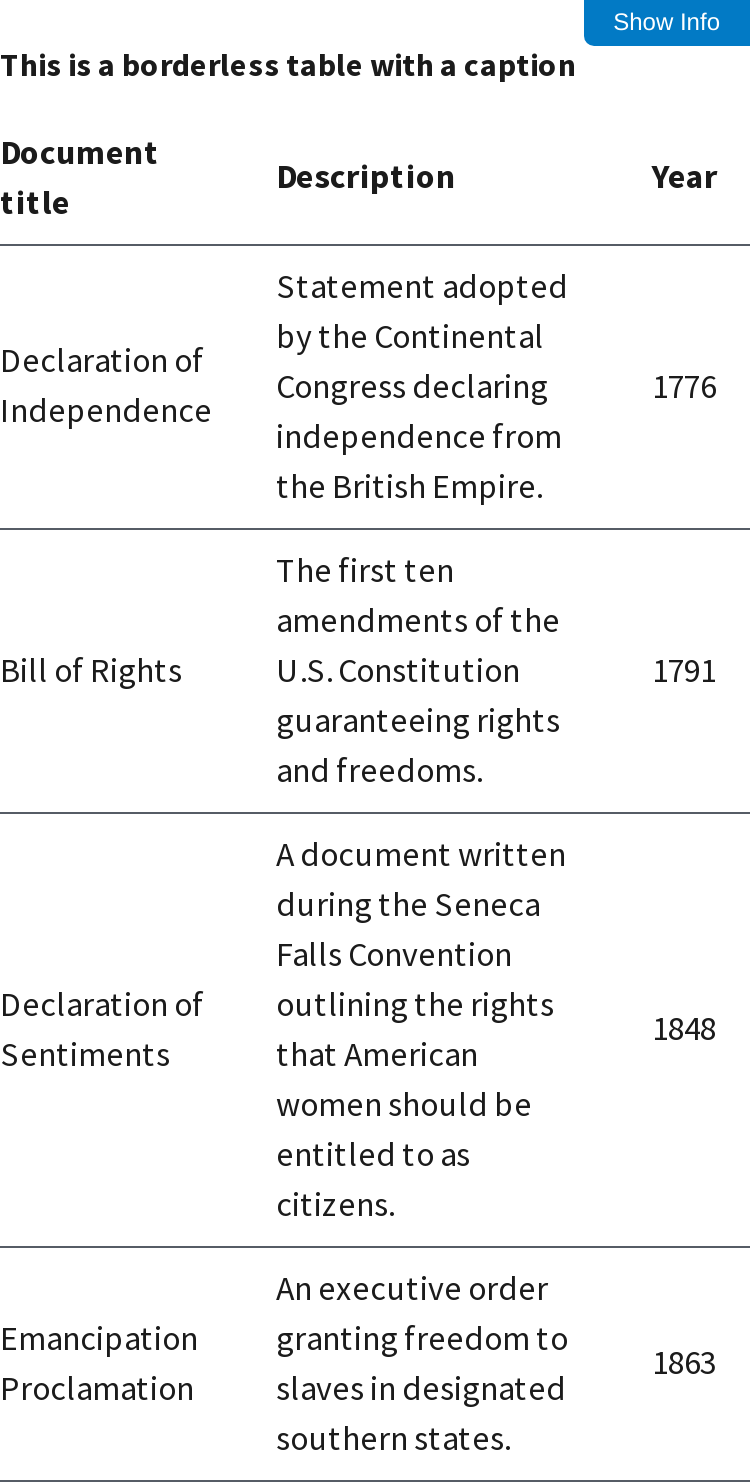 Show Info
This is a borderless table with a caption
Document
title
Description
Year
Declaration of
Independence
Statement adopted
by the Continental
Congress declaring
independence from
the British Empire.
1776
Bill of Rights
The first ten
amendments of the
U.S. Constitution
guaranteeing rights
and freedoms.
1791
Declaration of
Sentiments
A document written
during the Seneca
Falls Convention
outlining the rights
that American
women should be
entitled to as
citizens.
1848
Emancipation
Proclamation
An executive order
granting freedom to
slaves in designated
southern states.
1863